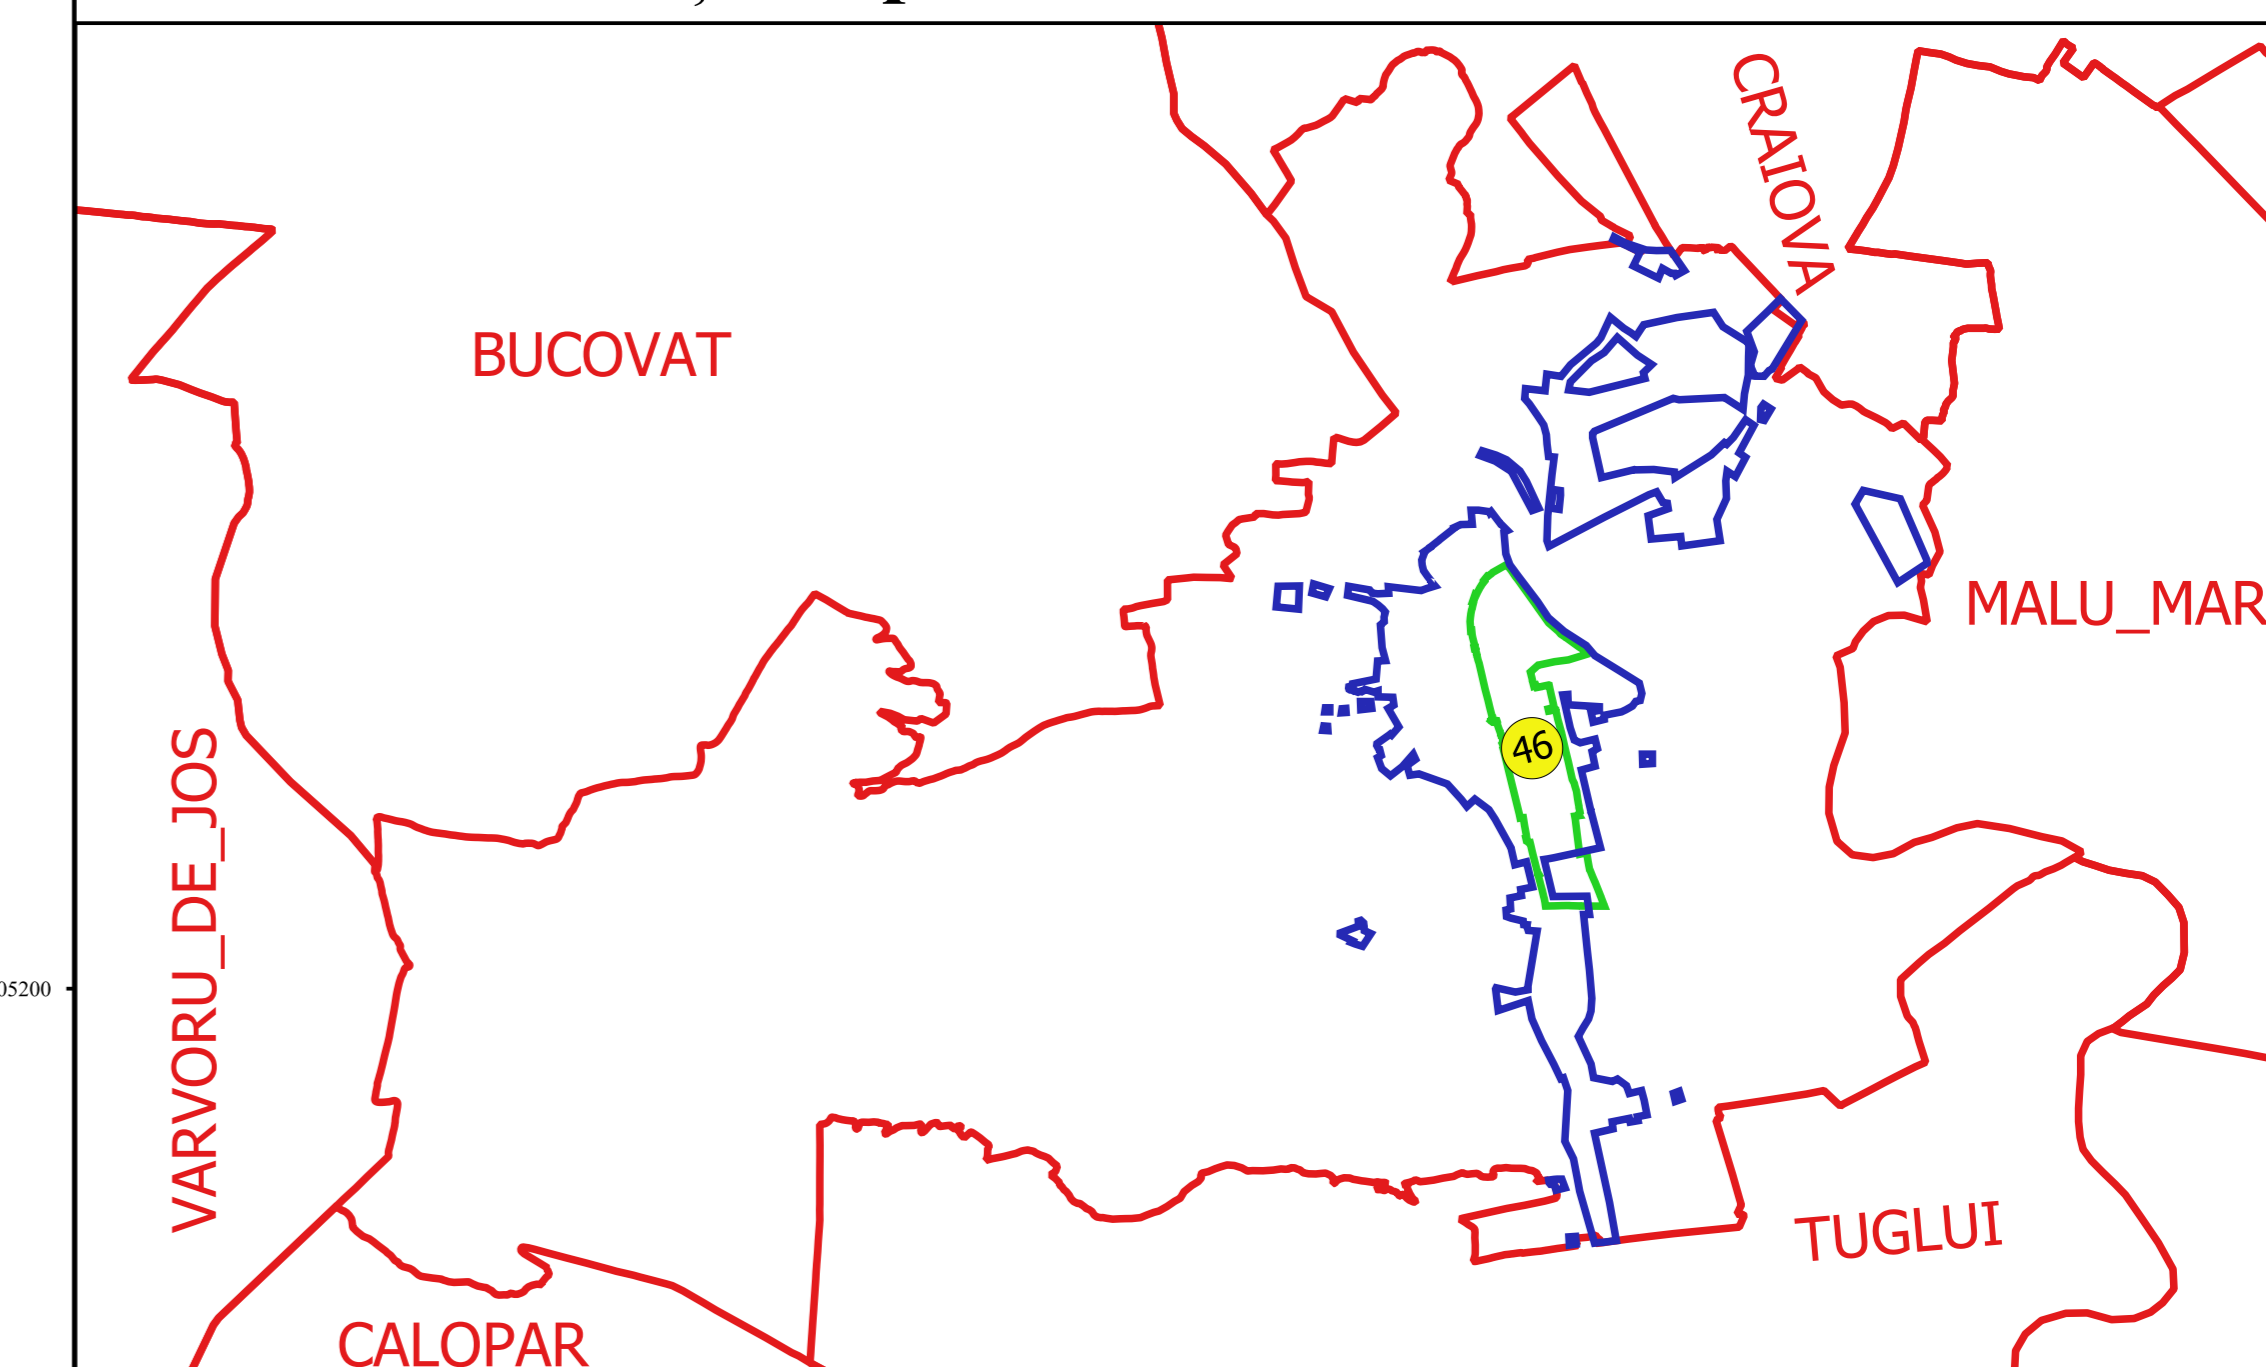 CRAIOVA
BUCOVAT
MALU_MAR
46
VARVORU_DE_JOS
05200
TUGLUI
CALOPAR